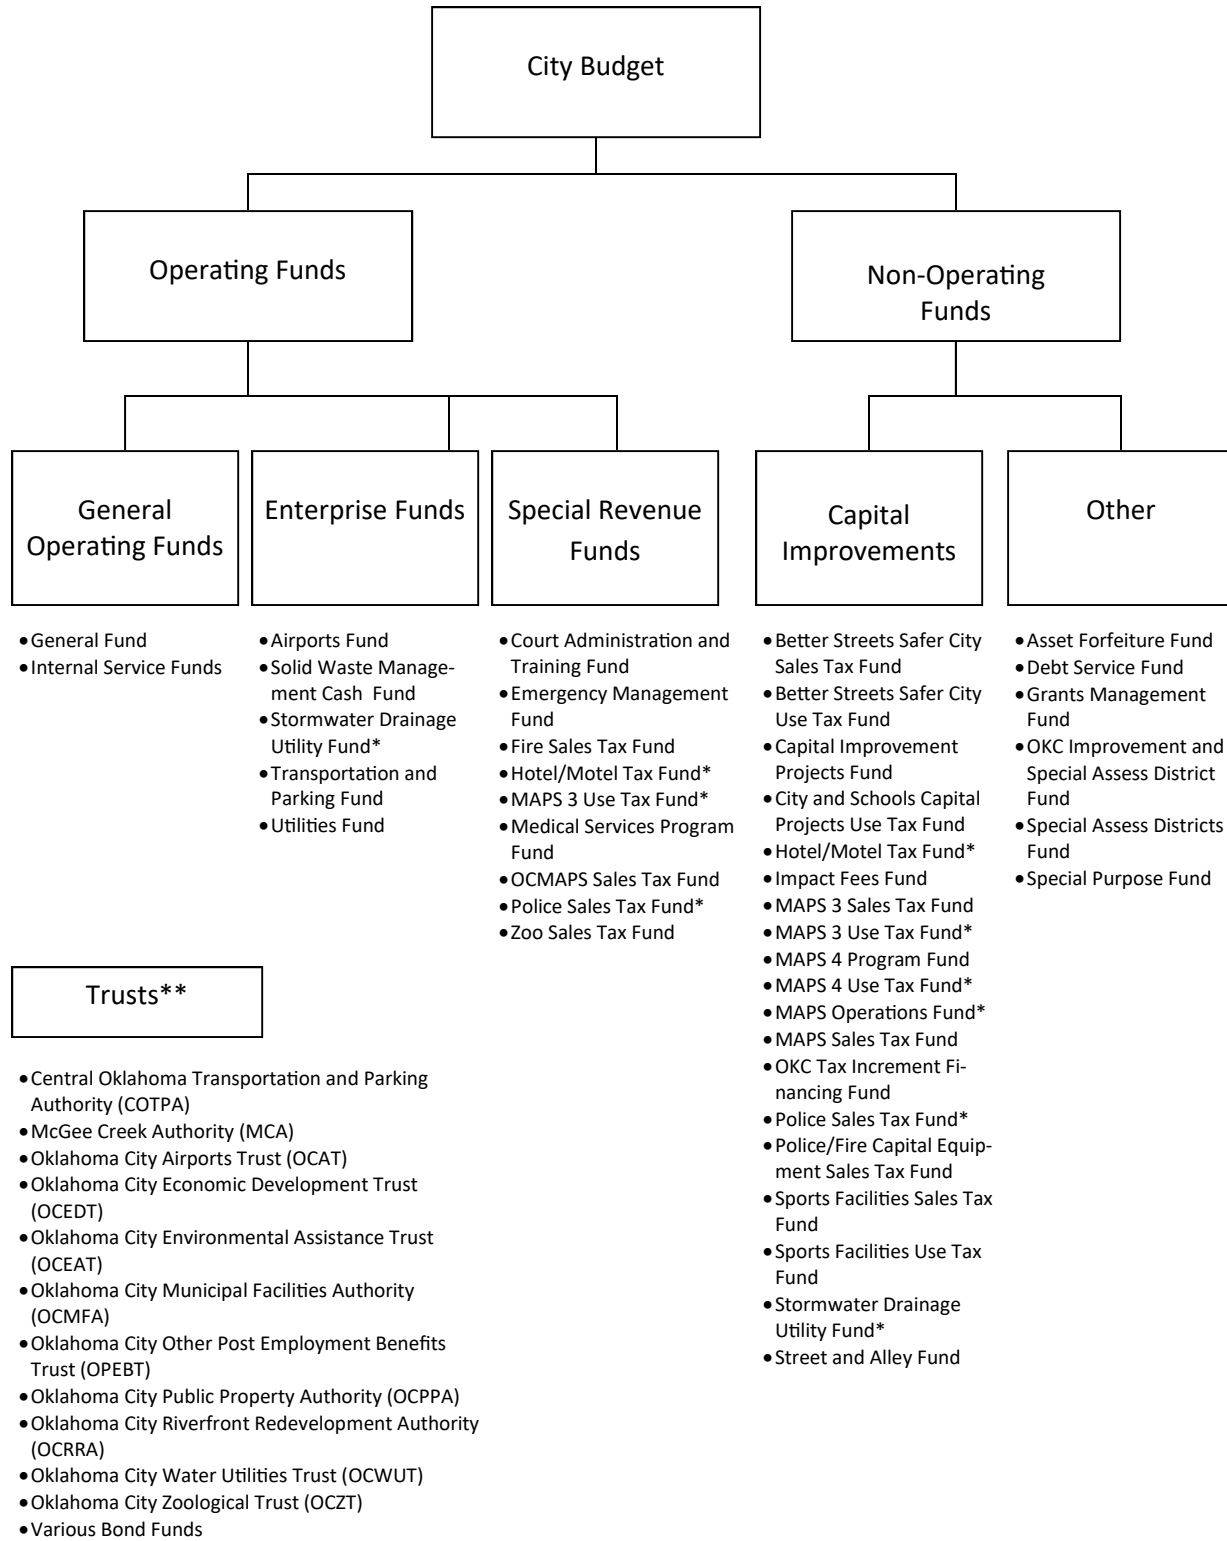 City Budget
Operating Funds
Non-Operating
Funds
General
Operating Funds
Enterprise Funds
Special Revenue
Funds
Capital
Improvements
Other
•General Fund
•Internal Service Funds
•Airports Fund
•Solid Waste Manage-
ment Cash Fund
•Stormwater Drainage
Utility Fund*
•Transportation and
Parking Fund
•Utilities Fund
•Court Administration and
Training Fund
•Emergency Management
Fund
•Fire Sales Tax Fund
•Hotel/Motel Tax Fund*
•MAPS 3 Use Tax Fund*
•Medical Services Program
Fund
•OCMAPS Sales Tax Fund
•Police Sales Tax Fund*
•Zoo Sales Tax Fund
•Better Streets Safer City
Sales Tax Fund
•Better Streets Safer City
Use Tax Fund
•Capital Improvement
Projects Fund
•City and Schools Capital
Projects Use Tax Fund
•Hotel/Motel Tax Fund*
•Impact Fees Fund
•MAPS 3 Sales Tax Fund
•MAPS 3 Use Tax Fund*
•MAPS 4 Program Fund
•MAPS 4 Use Tax Fund*
•MAPS Operations Fund*
•MAPS Sales Tax Fund
•OKC Tax Increment Fi-
nancing Fund
•Police Sales Tax Fund*
•Police/Fire Capital Equip-
ment Sales Tax Fund
•Sports Facilities Sales Tax
Fund
•Sports Facilities Use Tax
Fund
•Stormwater Drainage
Utility Fund*
•Street and Alley Fund
•Asset Forfeiture Fund
•Debt Service Fund
•Grants Management
Fund
•OKC Improvement and
Special Assess District
Fund
•Special Assess Districts
Fund
•Special Purpose Fund
Trusts**
•Central Oklahoma Transportation and Parking
Authority (COTPA)
•McGee Creek Authority (MCA)
•Oklahoma City Airports Trust (OCAT)
•Oklahoma City Economic Development Trust
(OCEDT)
•Oklahoma City Environmental Assistance Trust
(OCEAT)
•Oklahoma City Municipal Facilities Authority
(OCMFA)
•Oklahoma City Other Post Employment Benefits
Trust (OPEBT)
•Oklahoma City Public Property Authority (OCPPA)
•Oklahoma City Riverfront Redevelopment Authority
(OCRRA)
•Oklahoma City Water Utilities Trust (OCWUT)
•Oklahoma City Zoological Trust (OCZT)
•Various Bond Funds